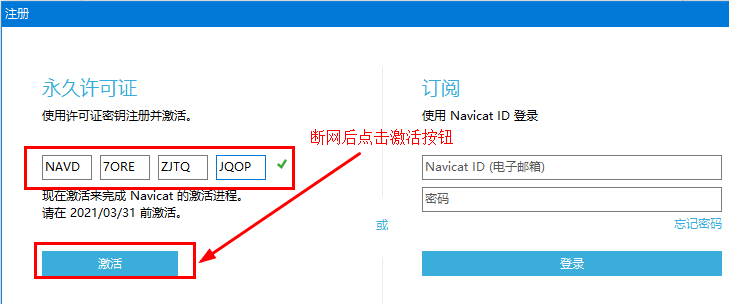 注册
永久许可证
使用许可证密钥注册并激活。
NAVD 7ORE ZJTQ JQOP
现在激活来完成 Navicat 的激活进程。
请在 2021/03/31 前激活。
激活
断网后点击激活按钮
或
订阅
使用 Navicat ID 登录
Navicat ID (电子邮箱)
密码
忘记密码
登录